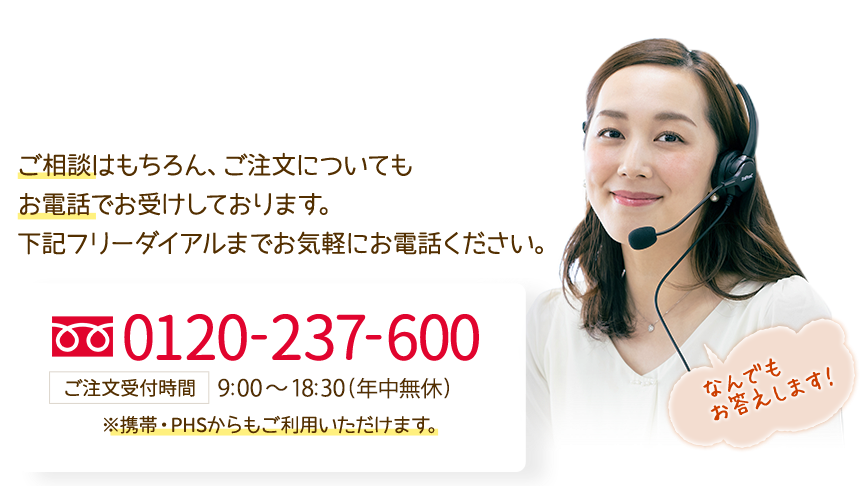 ご相談はもちろん、ご注文についても
お電話でお受けしております。
下記フリーダイアルまでお気軽にお電話ください。
0120-237-600
ご注文受付時間 9:00～18:30(年中無休)
※携帯・PHSからもご利用いただけます。
なんでも
お答えします!